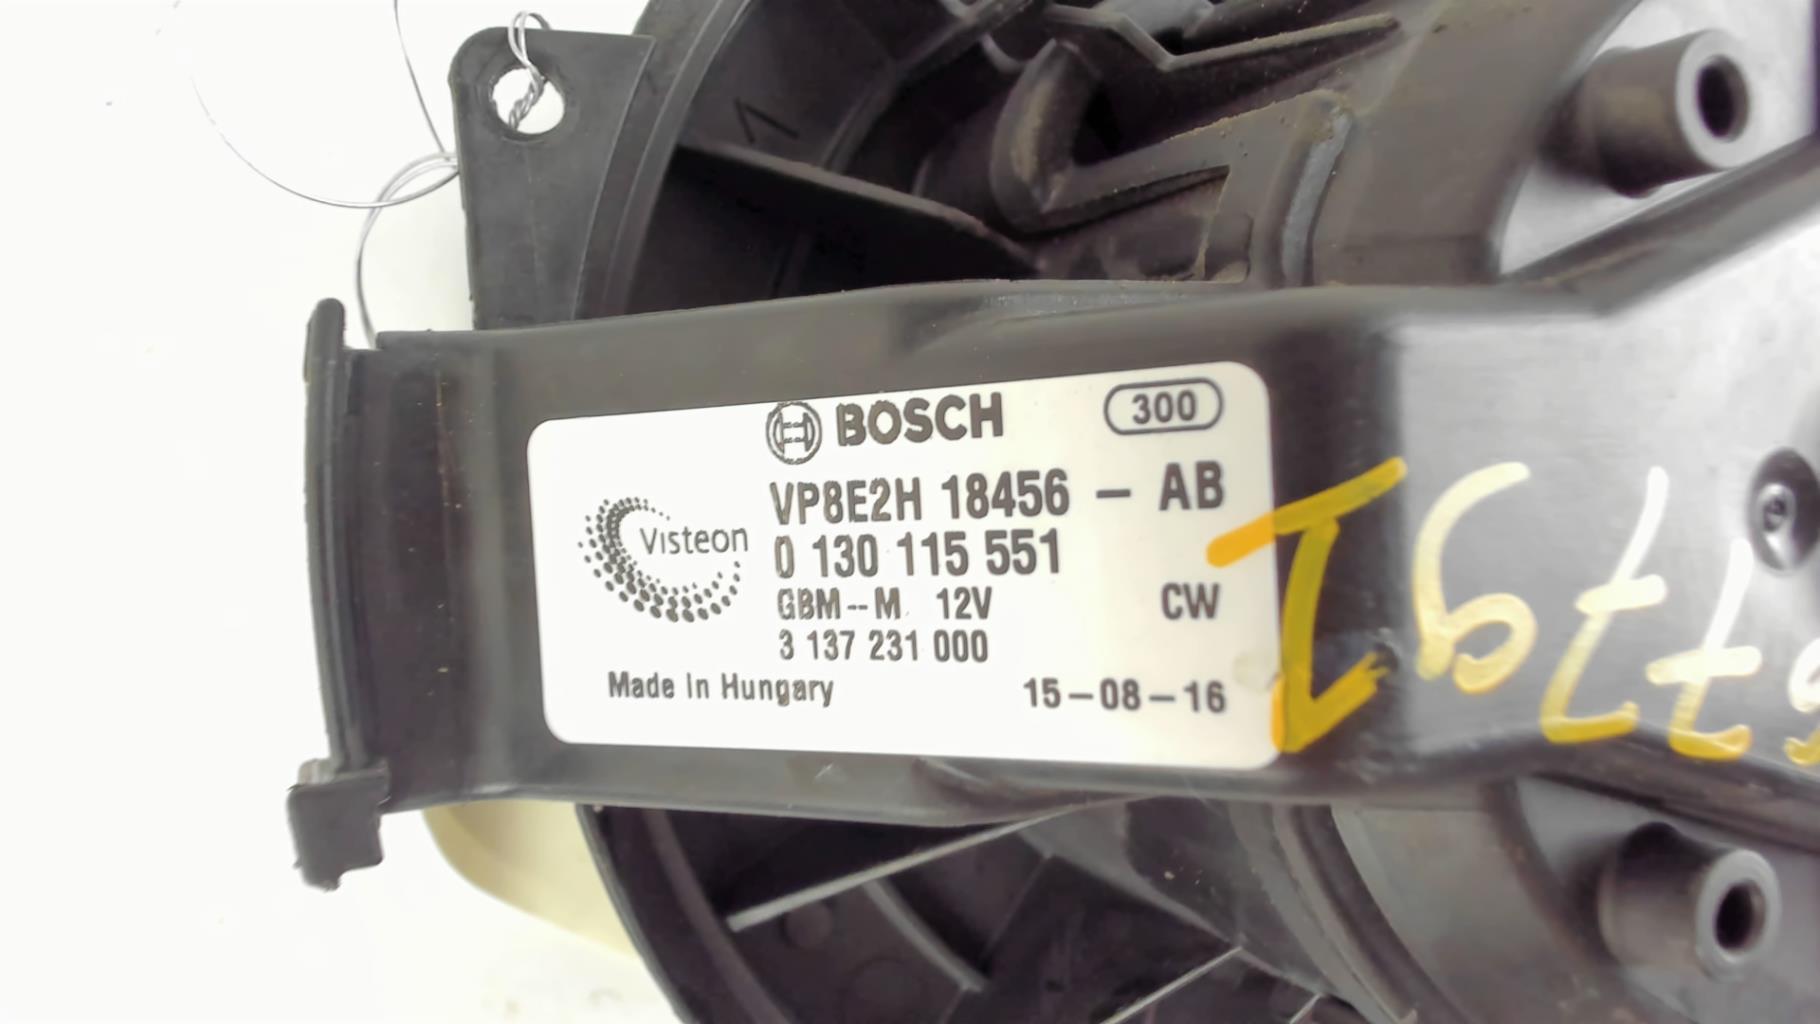 BOSCH 300
VP8E2H 18456 – AB
Visteon
0 130 115 551
GBM--M 12V CW
3 137 231 000
Made In Hungary 15-08-16